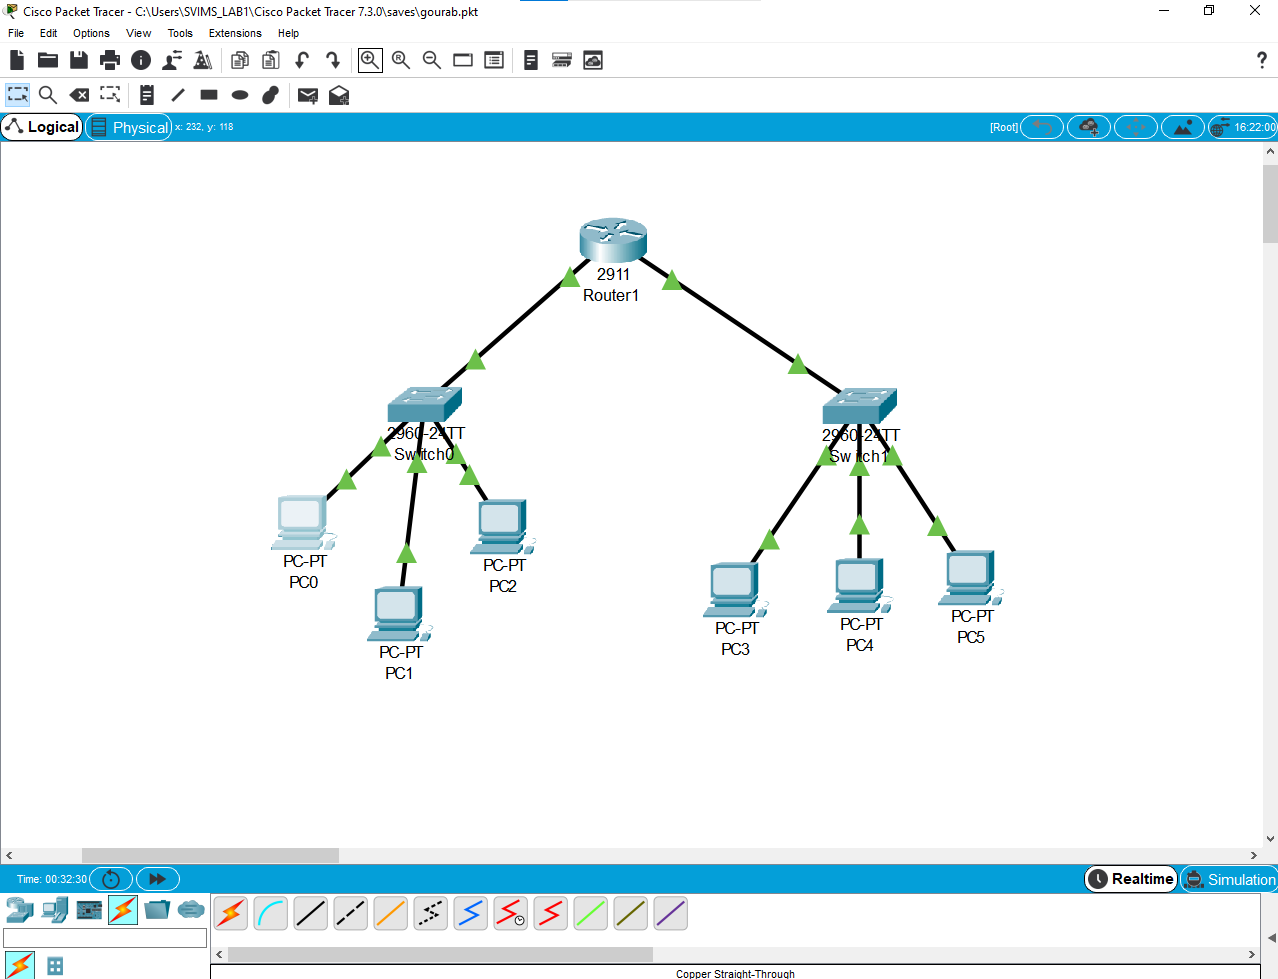 Cisco Packet Tracer - C:\Users\SVIMS_LAB1\Cisco Packet Tracer 7.3.0\saves\gourab.pkt
File Edit Options View Tools Extensions Help
?
Logical Physical x: 232, y: 118 [Root] 16:22:00
2911
Router1
2960-24TT
Switch0
2960-24TT
Switch1
PC-PT
PC0
PC-PT
PC1
PC-PT
PC2
PC-PT
PC3
PC-PT
PC4
PC-PT
PC5
Time: 00:32:30 Realtime Simulation
Copper Straight-Through